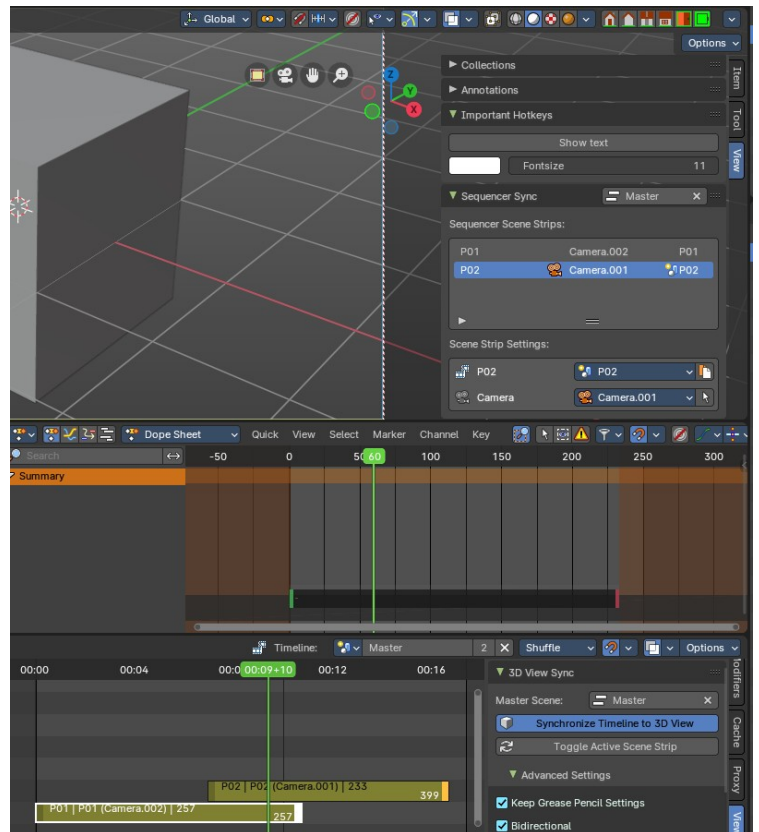 Global
Options
Collections
Item
Annotations
Important Hotkeys
Tool
Show text
Fontsize 11
View
Sequencer Sync Master
Sequencer Scene Strips:
P01 Camera.002 P01
P02 Camera.001 P02
Scene Strip Settings:
P02 P02
Camera Camera.001
Z
Y
X
Dope Sheet Quick View Select Marker Channel Key
Search -50 0 50 60 100 150 200 250 300
Summary
Timeline: Master 2 Shuffle Options
00:00 00:04 00:0 00:09+10 00:12 00:16
3D View Sync
odifiers
Master Scene: Master
Synchronize Timeline to 3D View
Cache
Toggle Active Scene Strip
Advanced Settings
Proxy
P02 | P02 (Camera.001) | 233
399
Keep Grease Pencil Settings
P01 | P01 (Camera.002) | 257
257
Bidirectional
View